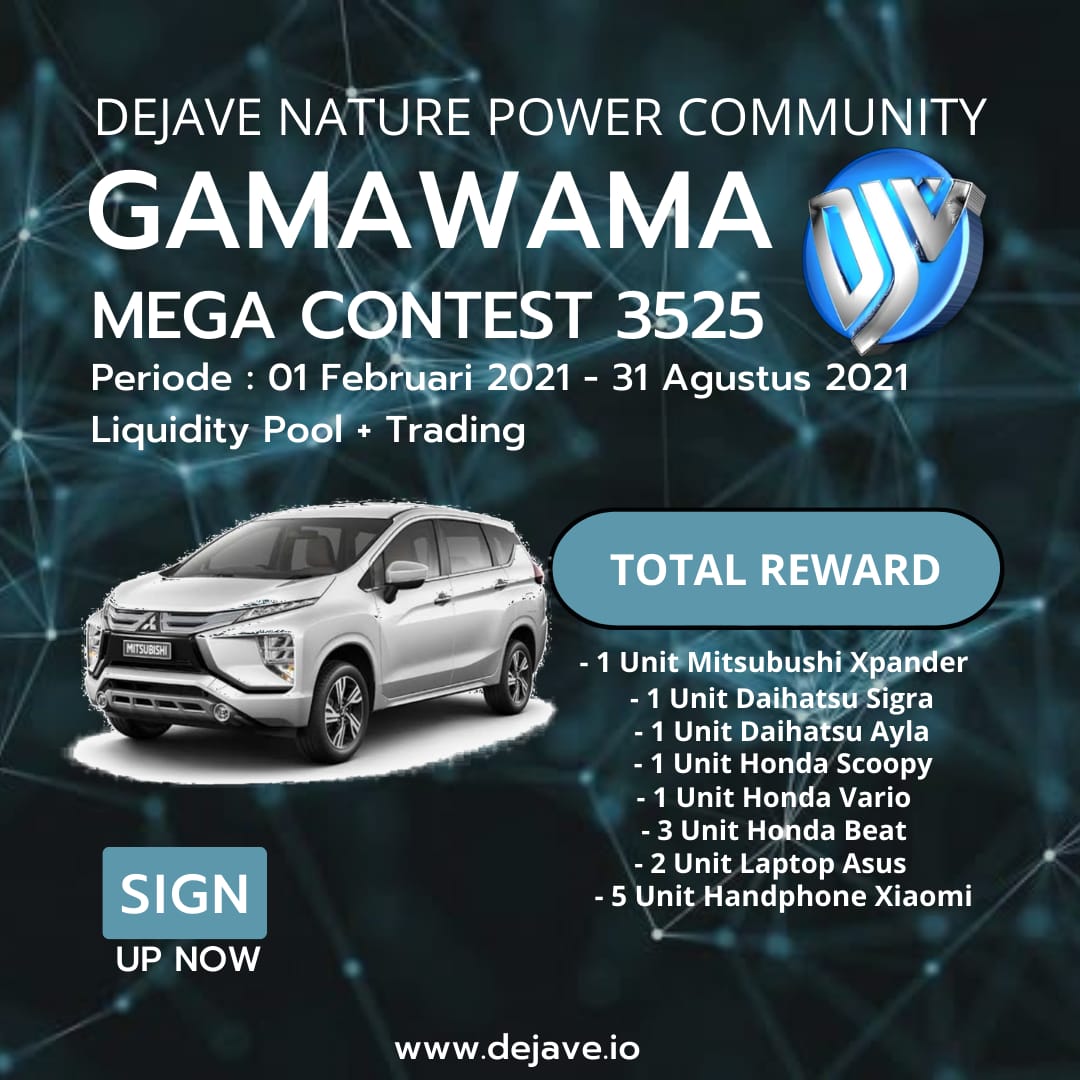 DEJAVE NATURE POWER COMMUNITY
GAMAWAMA
DJV
MEGA CONTEST 3525
Periode : 01 Februari 2021 - 31 Agustus 2021
Liquidity Pool + Trading
MITSUBISHI
TOTAL REWARD
- 1 Unit Mitsubushi Xpander
- 1 Unit Daihatsu Sigra
- 1 Unit Daihatsu Ayla
- 1 Unit Honda Scoopy
- 1 Unit Honda Vario
- 3 Unit Honda Beat
- 2 Unit Laptop Asus
- 5 Unit Handphone Xiaomi
SIGN
UP NOW
www.dejave.io